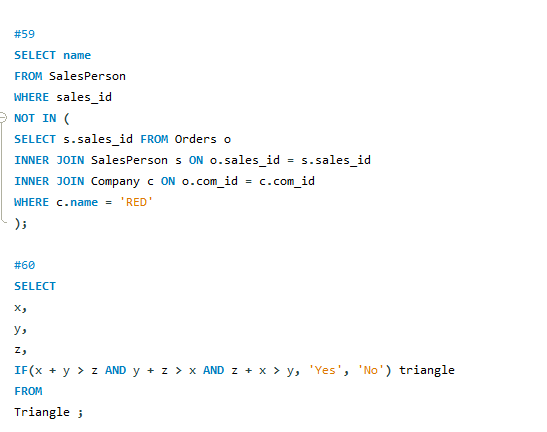 #59
SELECT name
FROM SalesPerson
WHERE sales_id
NOT IN (
SELECT s.sales_id FROM Orders o
INNER JOIN SalesPerson s ON o.sales_id = s.sales_id
INNER JOIN Company c ON o.com_id = c.com_id
WHERE c.name = 'RED'
);
#60
SELECT
x,
y,
z,
IF(x + y > z AND y + z > x AND z + x > y, 'Yes', 'No') triangle
FROM
Triangle ;